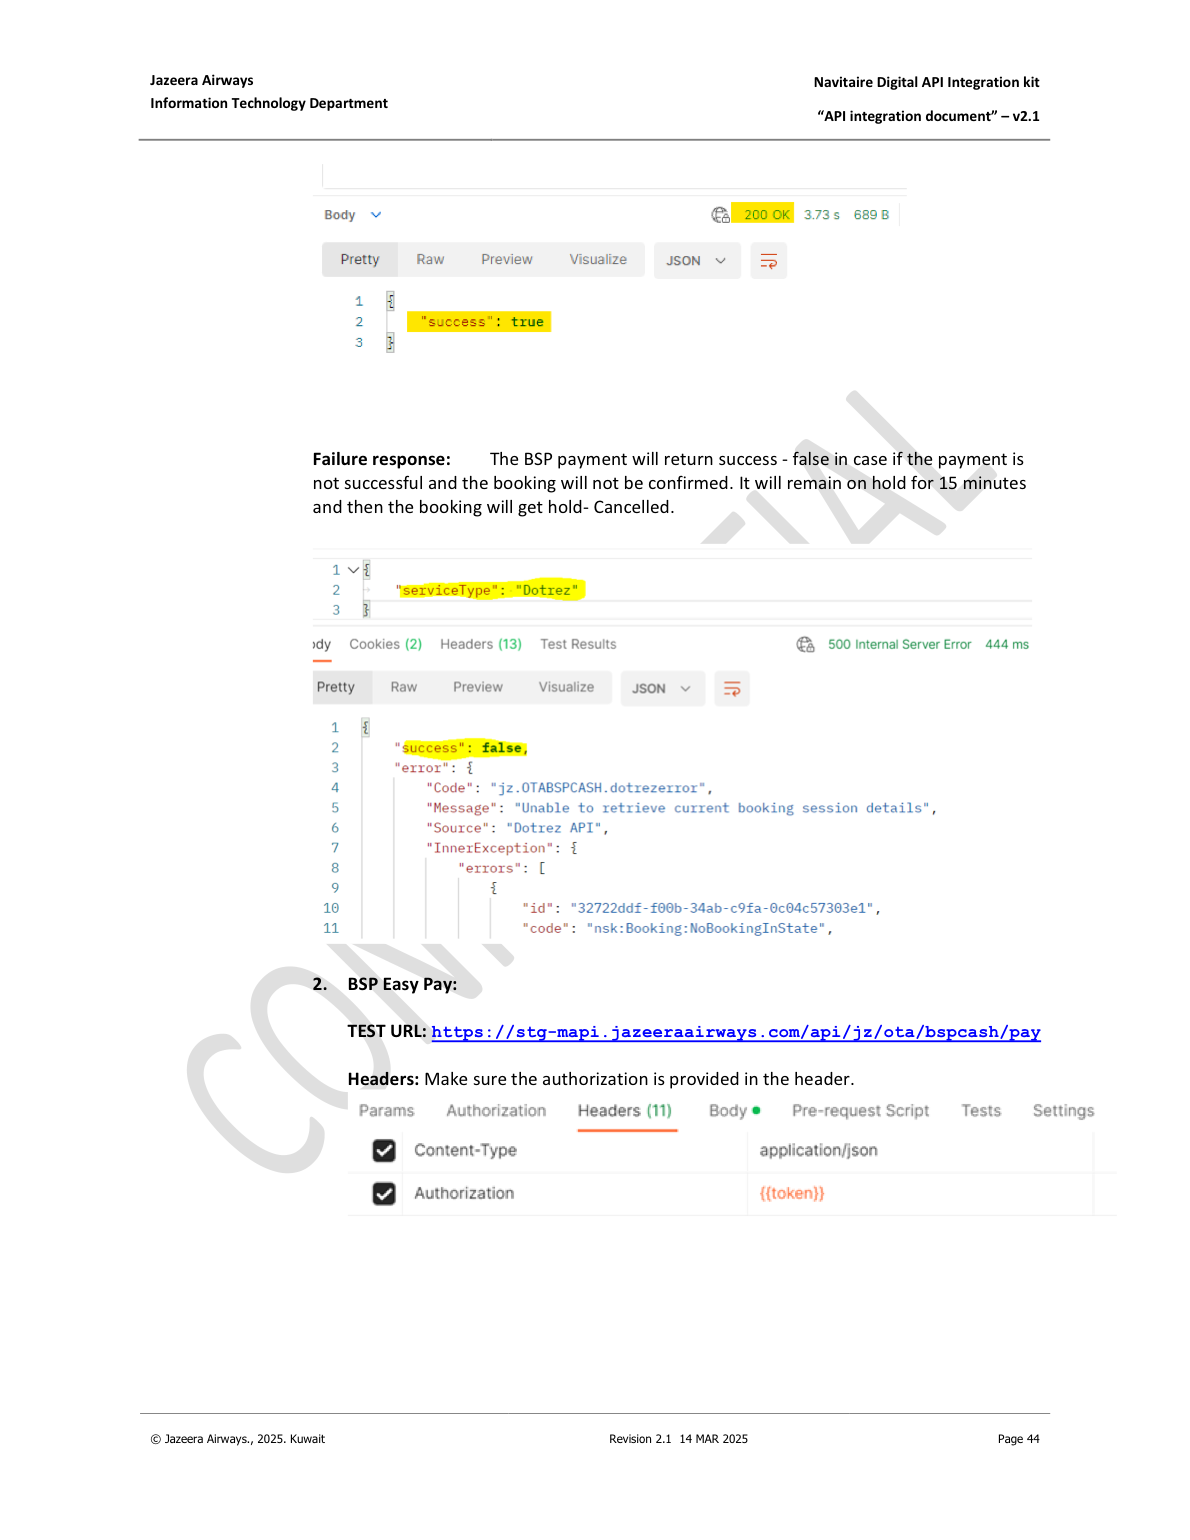 Jazeera Airways
Information Technology Department
Navitaire Digital API Integration kit
“API integration document” – v2.1
Body 200 OK 3.73 s 689 B
Pretty Raw Preview Visualize JSON
1 {
2 "success": true
3 }
Failure response: The BSP payment will return success - false in case if the payment is
not successful and the booking will not be confirmed. It will remain on hold for 15 minutes
and then the booking will get hold- Cancelled.
1 {
2 "serviceType": "Dotrez"
3 }
ody Cookies (2) Headers (13) Test Results 500 Internal Server Error 444 ms
Pretty Raw Preview Visualize JSON
1 {
2 "success": false,
3 "error": {
4 "Code": "jz.OTABSPCASH.dotrezerror",
5 "Message": "Unable to retrieve current booking session details",
6 "Source": "Dotrez API",
7 "InnerException": {
8 "errors": [
9 {
10 "id": "32722ddf-f00b-34ab-c9fa-0c04c57303e1",
11 "code": "nsk:Booking:NoBookingInState",
2. BSP Easy Pay:
TEST URL: https://stg-mapi.jazeeraairways.com/api/jz/ota/bspcash/pay
Headers: Make sure the authorization is provided in the header.
Params Authorization Headers (11) Body Pre-request Script Tests Settings
Content-Type application/json
Authorization {{token}}
© Jazeera Airways., 2025. Kuwait Revision 2.1 14 MAR 2025 Page 44